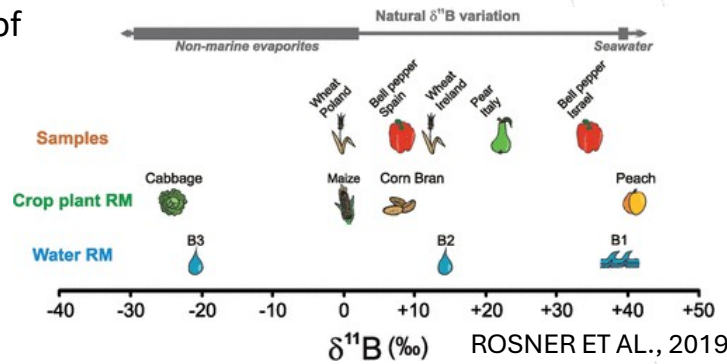 of
Natural δ¹¹B variation
Non-marine evaporites
Seawater
Wheat
Poland
Bell pepper
Spain
Wheat
Ireland
Pear
Italy
Bell pepper
Israel
Samples
Cabbage
Maize
Corn Bran
Peach
Crop plant RM
B3
B2
B1
Water RM
-40 -30 -20 -10 0 +10 +20 +30 +40 +50
δ¹¹B (‰)
ROSNER ET AL., 2019